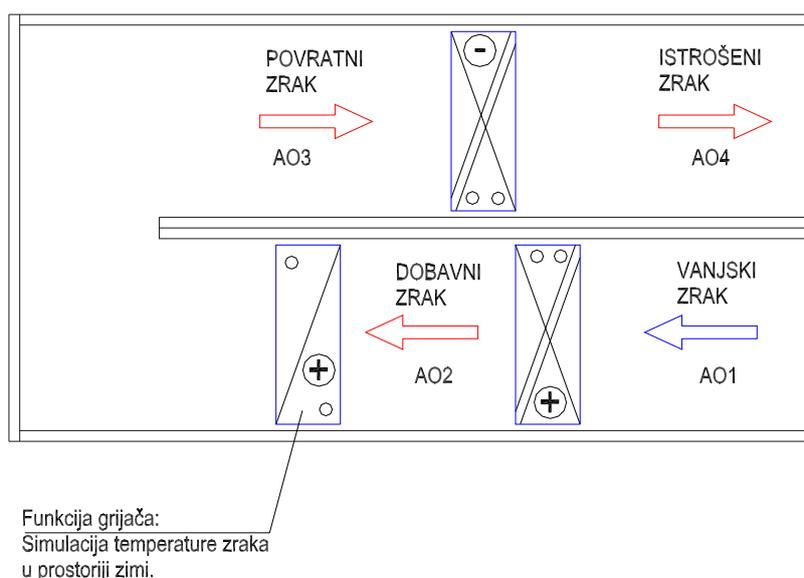 POVRATNI
ZRAK
AO3
-
ISTROŠENI
ZRAK
AO4
DOBAVNI
ZRAK
AO2
+
+
VANJSKI
ZRAK
AO1
Funkcija grijača:
Simulacija temperature zraka
u prostoriji zimi.